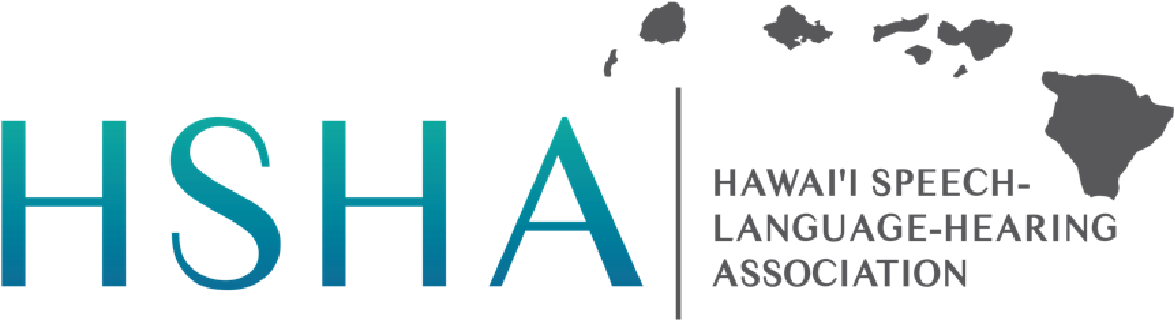 HSHA
HAWAI'I SPEECH-
LANGUAGE-HEARING
ASSOCIATION